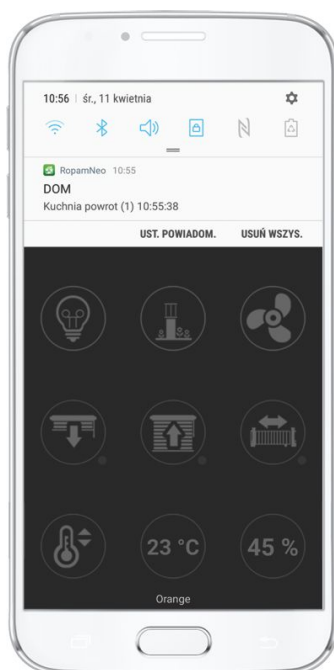 10:56 | śr., 11 kwietnia
RopamNeo 10:55
DOM
Kuchnia powrot (1) 10:55:38
UST. POWIADOM. USUŃ WSZYS.
23 °C
45 %
Orange